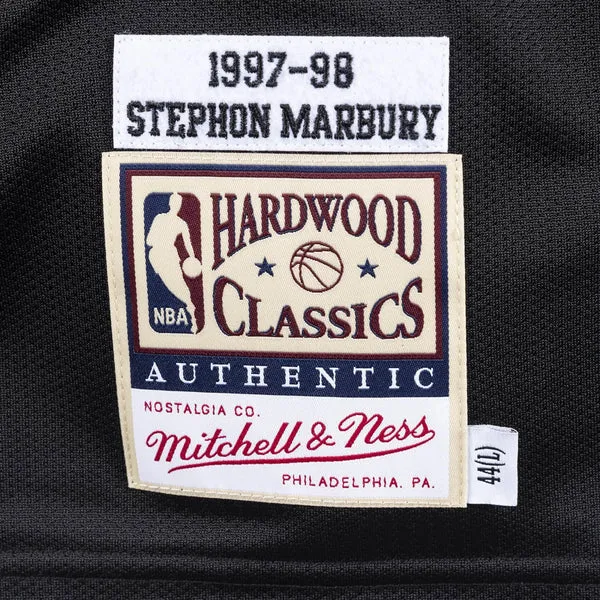 1997-98
STEPHON MARBURY
HARDWOOD
NBA
CLASSICS
AUTHENTIC
NOSTALGIA CO.
Mitchell & Ness
PHILADELPHIA, PA.
44(L)